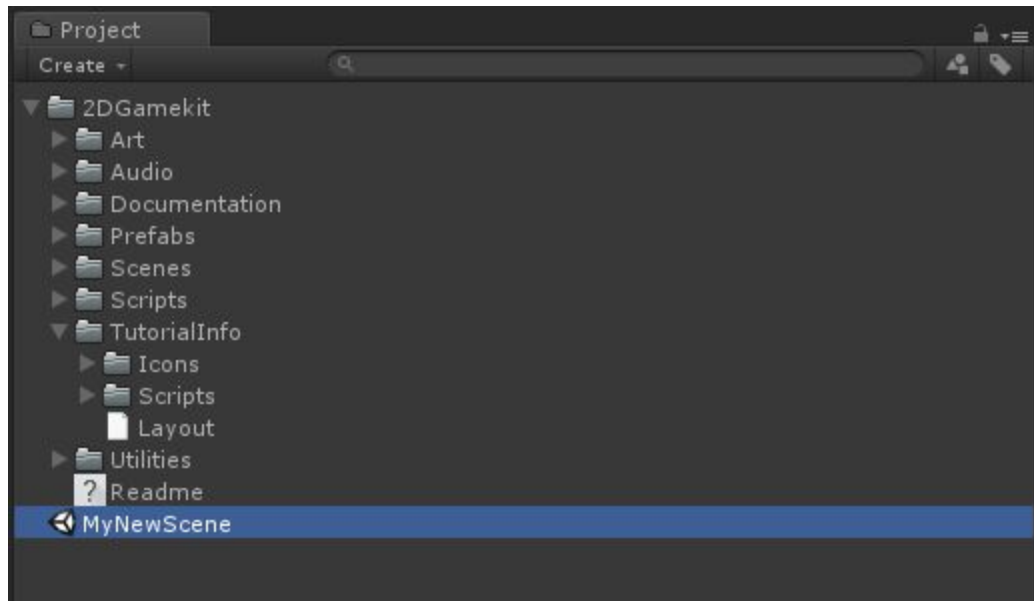 Project
Create
2DGamekit
Art
Audio
Documentation
Prefabs
Scenes
Scripts
TutorialInfo
Icons
Scripts
Layout
Utilities
? Readme
MyNewScene